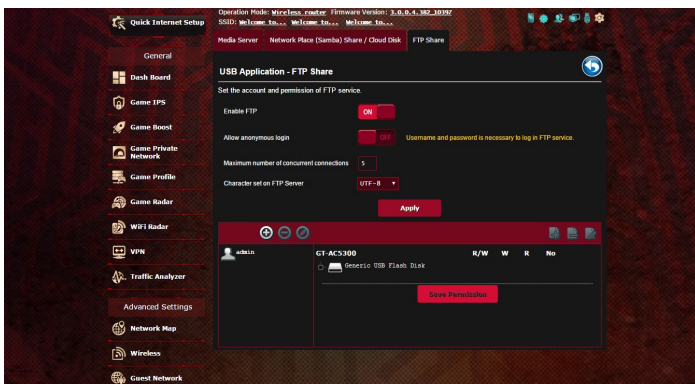 Operation Mode: Wireless router Firmware Version: 3.0.0.4.382_10397
SSID: Welcome to... Welcome to... Welcome to...
Quick Internet Setup
Media Server Network Place (Samba) Share / Cloud Disk FTP Share
General
Dash Board
Game IPS
Game Boost
Game Private
Network
Game Profile
Game Radar
WiFi Radar
VPN
Traffic Analyzer
Advanced Settings
Network Map
Wireless
Guest Network
USB Application - FTP Share
Set the account and permission of FTP service.
Enable FTP ON
Allow anonymous login OFF Username and password is necessary to log in FTP service.
Maximum number of concurrent connections 5
Character set on FTP Server UTF-8
Apply
admin
GT-AC5300 R/W W R No
Generic USB Flash Disk
Save Permission